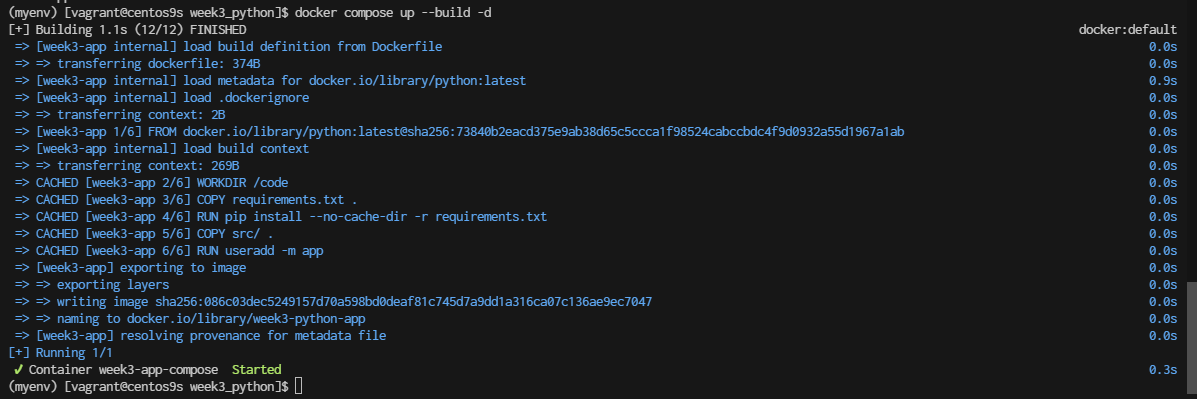 (myenv) [vagrant@centos9s week3_python]$ docker compose up --build -d
[+] Building 1.1s (12/12) FINISHED docker:default
=> [week3-app internal] load build definition from Dockerfile 0.0s
=> => transferring dockerfile: 374B 0.0s
=> [week3-app internal] load metadata for docker.io/library/python:latest 0.9s
=> [week3-app internal] load .dockerignore 0.0s
=> => transferring context: 2B 0.0s
=> [week3-app 1/6] FROM docker.io/library/python:latest@sha256:73840b2eacd375e9ab38d65c5ccca1f98524cabccbdc4f9d0932a55d1967a1ab 0.0s
=> [week3-app internal] load build context 0.0s
=> => transferring context: 269B 0.0s
=> CACHED [week3-app 2/6] WORKDIR /code 0.0s
=> CACHED [week3-app 3/6] COPY requirements.txt . 0.0s
=> CACHED [week3-app 4/6] RUN pip install --no-cache-dir -r requirements.txt 0.0s
=> CACHED [week3-app 5/6] COPY src/ . 0.0s
=> CACHED [week3-app 6/6] RUN useradd -m app 0.0s
=> [week3-app] exporting to image 0.0s
=> => exporting layers 0.0s
=> => writing image sha256:086c03dec5249157d70a598bd0deaf81c745d7a9dd1a316ca07c136ae9ec7047 0.0s
=> => naming to docker.io/library/week3-python-app 0.0s
=> [week3-app] resolving provenance for metadata file 0.0s
[+] Running 1/1
✔ Container week3-app-compose Started 0.3s
(myenv) [vagrant@centos9s week3_python]$